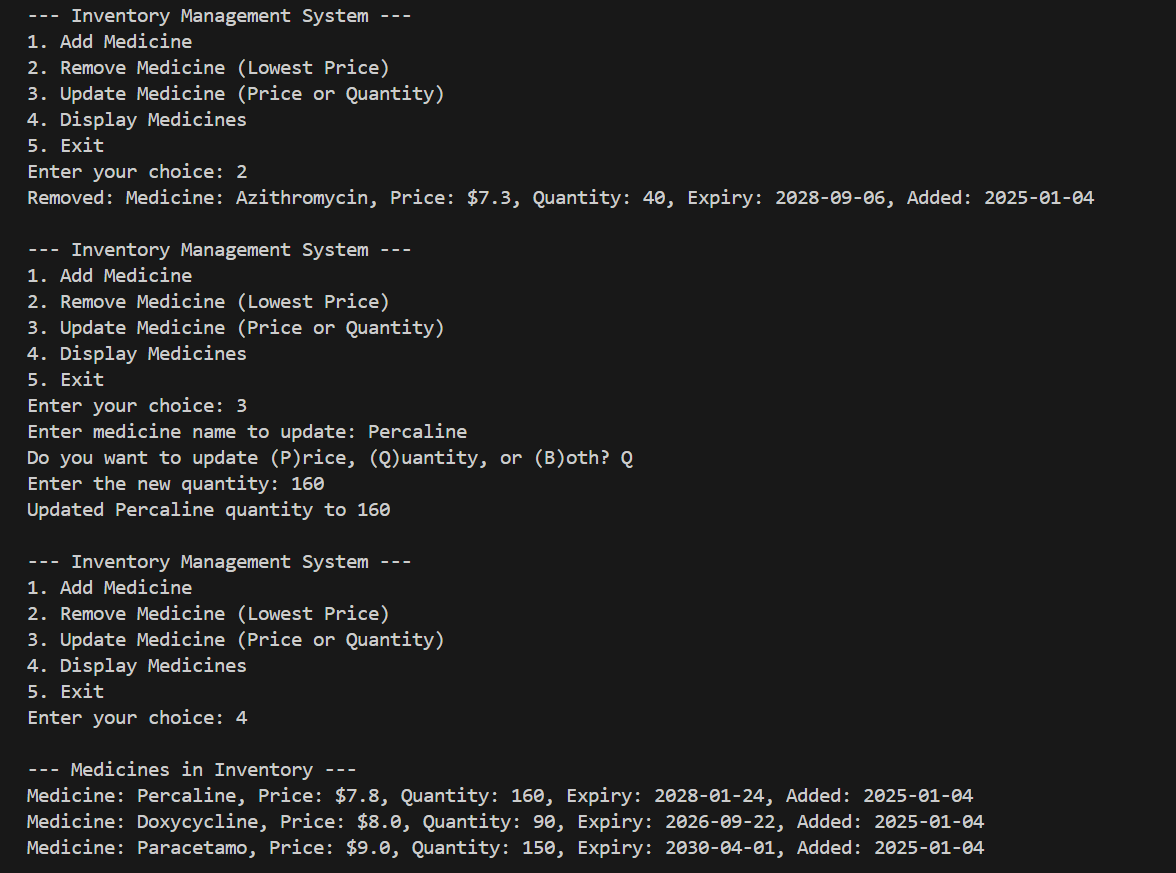 --- Inventory Management System ---
1. Add Medicine
2. Remove Medicine (Lowest Price)
3. Update Medicine (Price or Quantity)
4. Display Medicines
5. Exit
Enter your choice: 2
Removed: Medicine: Azithromycin, Price: $7.3, Quantity: 40, Expiry: 2028-09-06, Added: 2025-01-04
--- Inventory Management System ---
1. Add Medicine
2. Remove Medicine (Lowest Price)
3. Update Medicine (Price or Quantity)
4. Display Medicines
5. Exit
Enter your choice: 3
Enter medicine name to update: Percaline
Do you want to update (P)rice, (Q)uantity, or (B)oth? Q
Enter the new quantity: 160
Updated Percaline quantity to 160
--- Inventory Management System ---
1. Add Medicine
2. Remove Medicine (Lowest Price)
3. Update Medicine (Price or Quantity)
4. Display Medicines
5. Exit
Enter your choice: 4
--- Medicines in Inventory ---
Medicine: Percaline, Price: $7.8, Quantity: 160, Expiry: 2028-01-24, Added: 2025-01-04
Medicine: Doxycycline, Price: $8.0, Quantity: 90, Expiry: 2026-09-22, Added: 2025-01-04
Medicine: Paracetamo, Price: $9.0, Quantity: 150, Expiry: 2030-04-01, Added: 2025-01-04